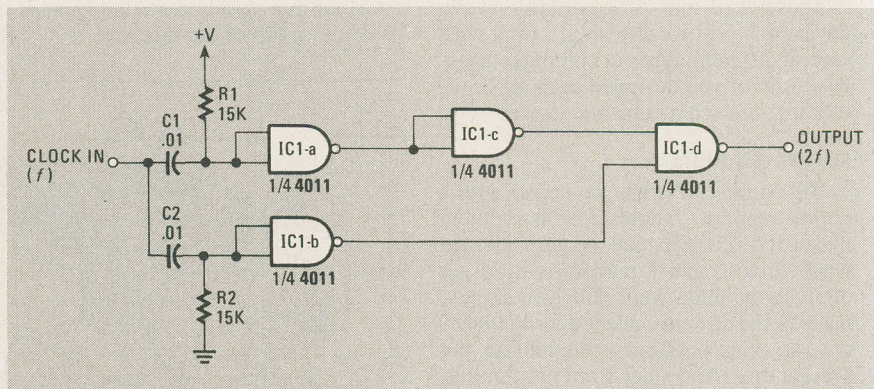 +V
R1
15K
C1
.01
IC1-a
1/4 4011
IC1-c
1/4 4011
IC1-d
1/4 4011
CLOCK IN
(f)
OUTPUT
(2f)
C2
.01
IC1-b
1/4 4011
R2
15K